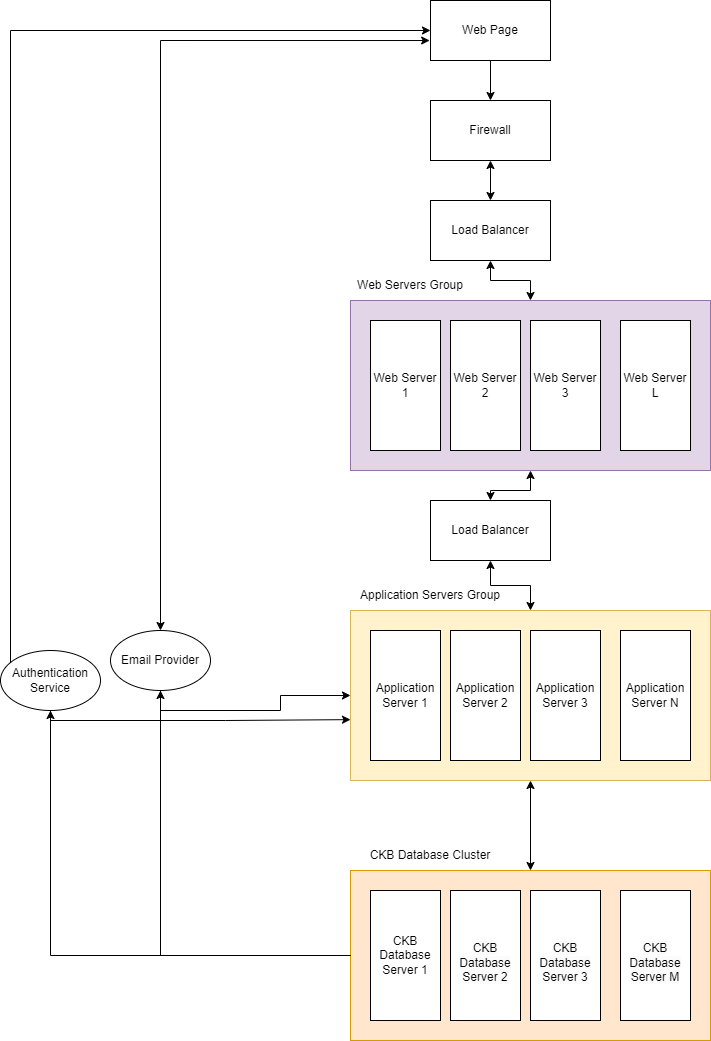 Web Page
Firewall
Load Balancer
Web Servers Group
Web Server
1
Web Server
2
Web Server
3
Web Server
L
Load Balancer
Application Servers Group
Authentication
Service
Email Provider
Application
Server 1
Application
Server 2
Application
Server 3
Application
Server N
CKB Database Cluster
CKB
Database
Server 1
CKB
Database
Server 2
CKB
Database
Server 3
CKB
Database
Server M